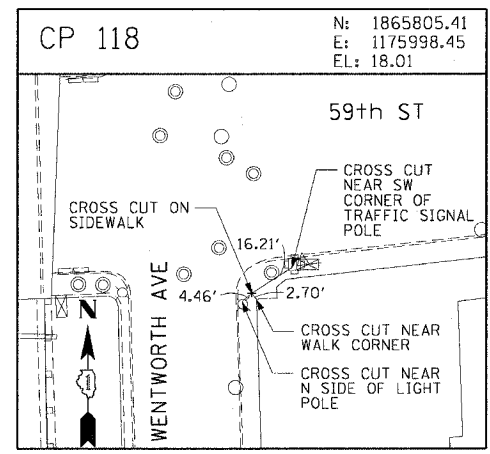 CP 118
N: 1865805.41
E: 1175998.45
EL: 18.01
59th ST
CROSS CUT
NEAR SW
CORNER OF
TRAFFIC SIGNAL
POLE
CROSS CUT ON
SIDEWALK
16.21'
4.46'
2.70'
WENTWORTH AVE
N
CROSS CUT NEAR
WALK CORNER
CROSS CUT NEAR
N SIDE OF LIGHT
POLE